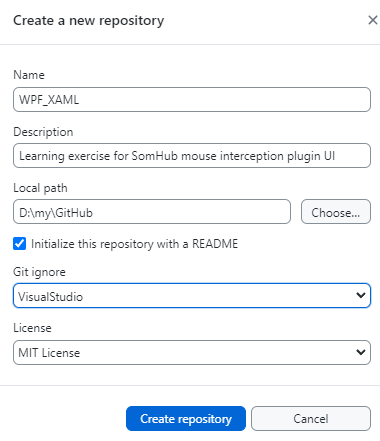 Create a new repository
Name
WPF_XAML
Description
Learning exercise for SomHub mouse interception plugin UI
Local path
D:\my\GitHub
Choose...
Initialize this repository with a README
Git ignore
VisualStudio
License
MIT License
Create repository
Cancel